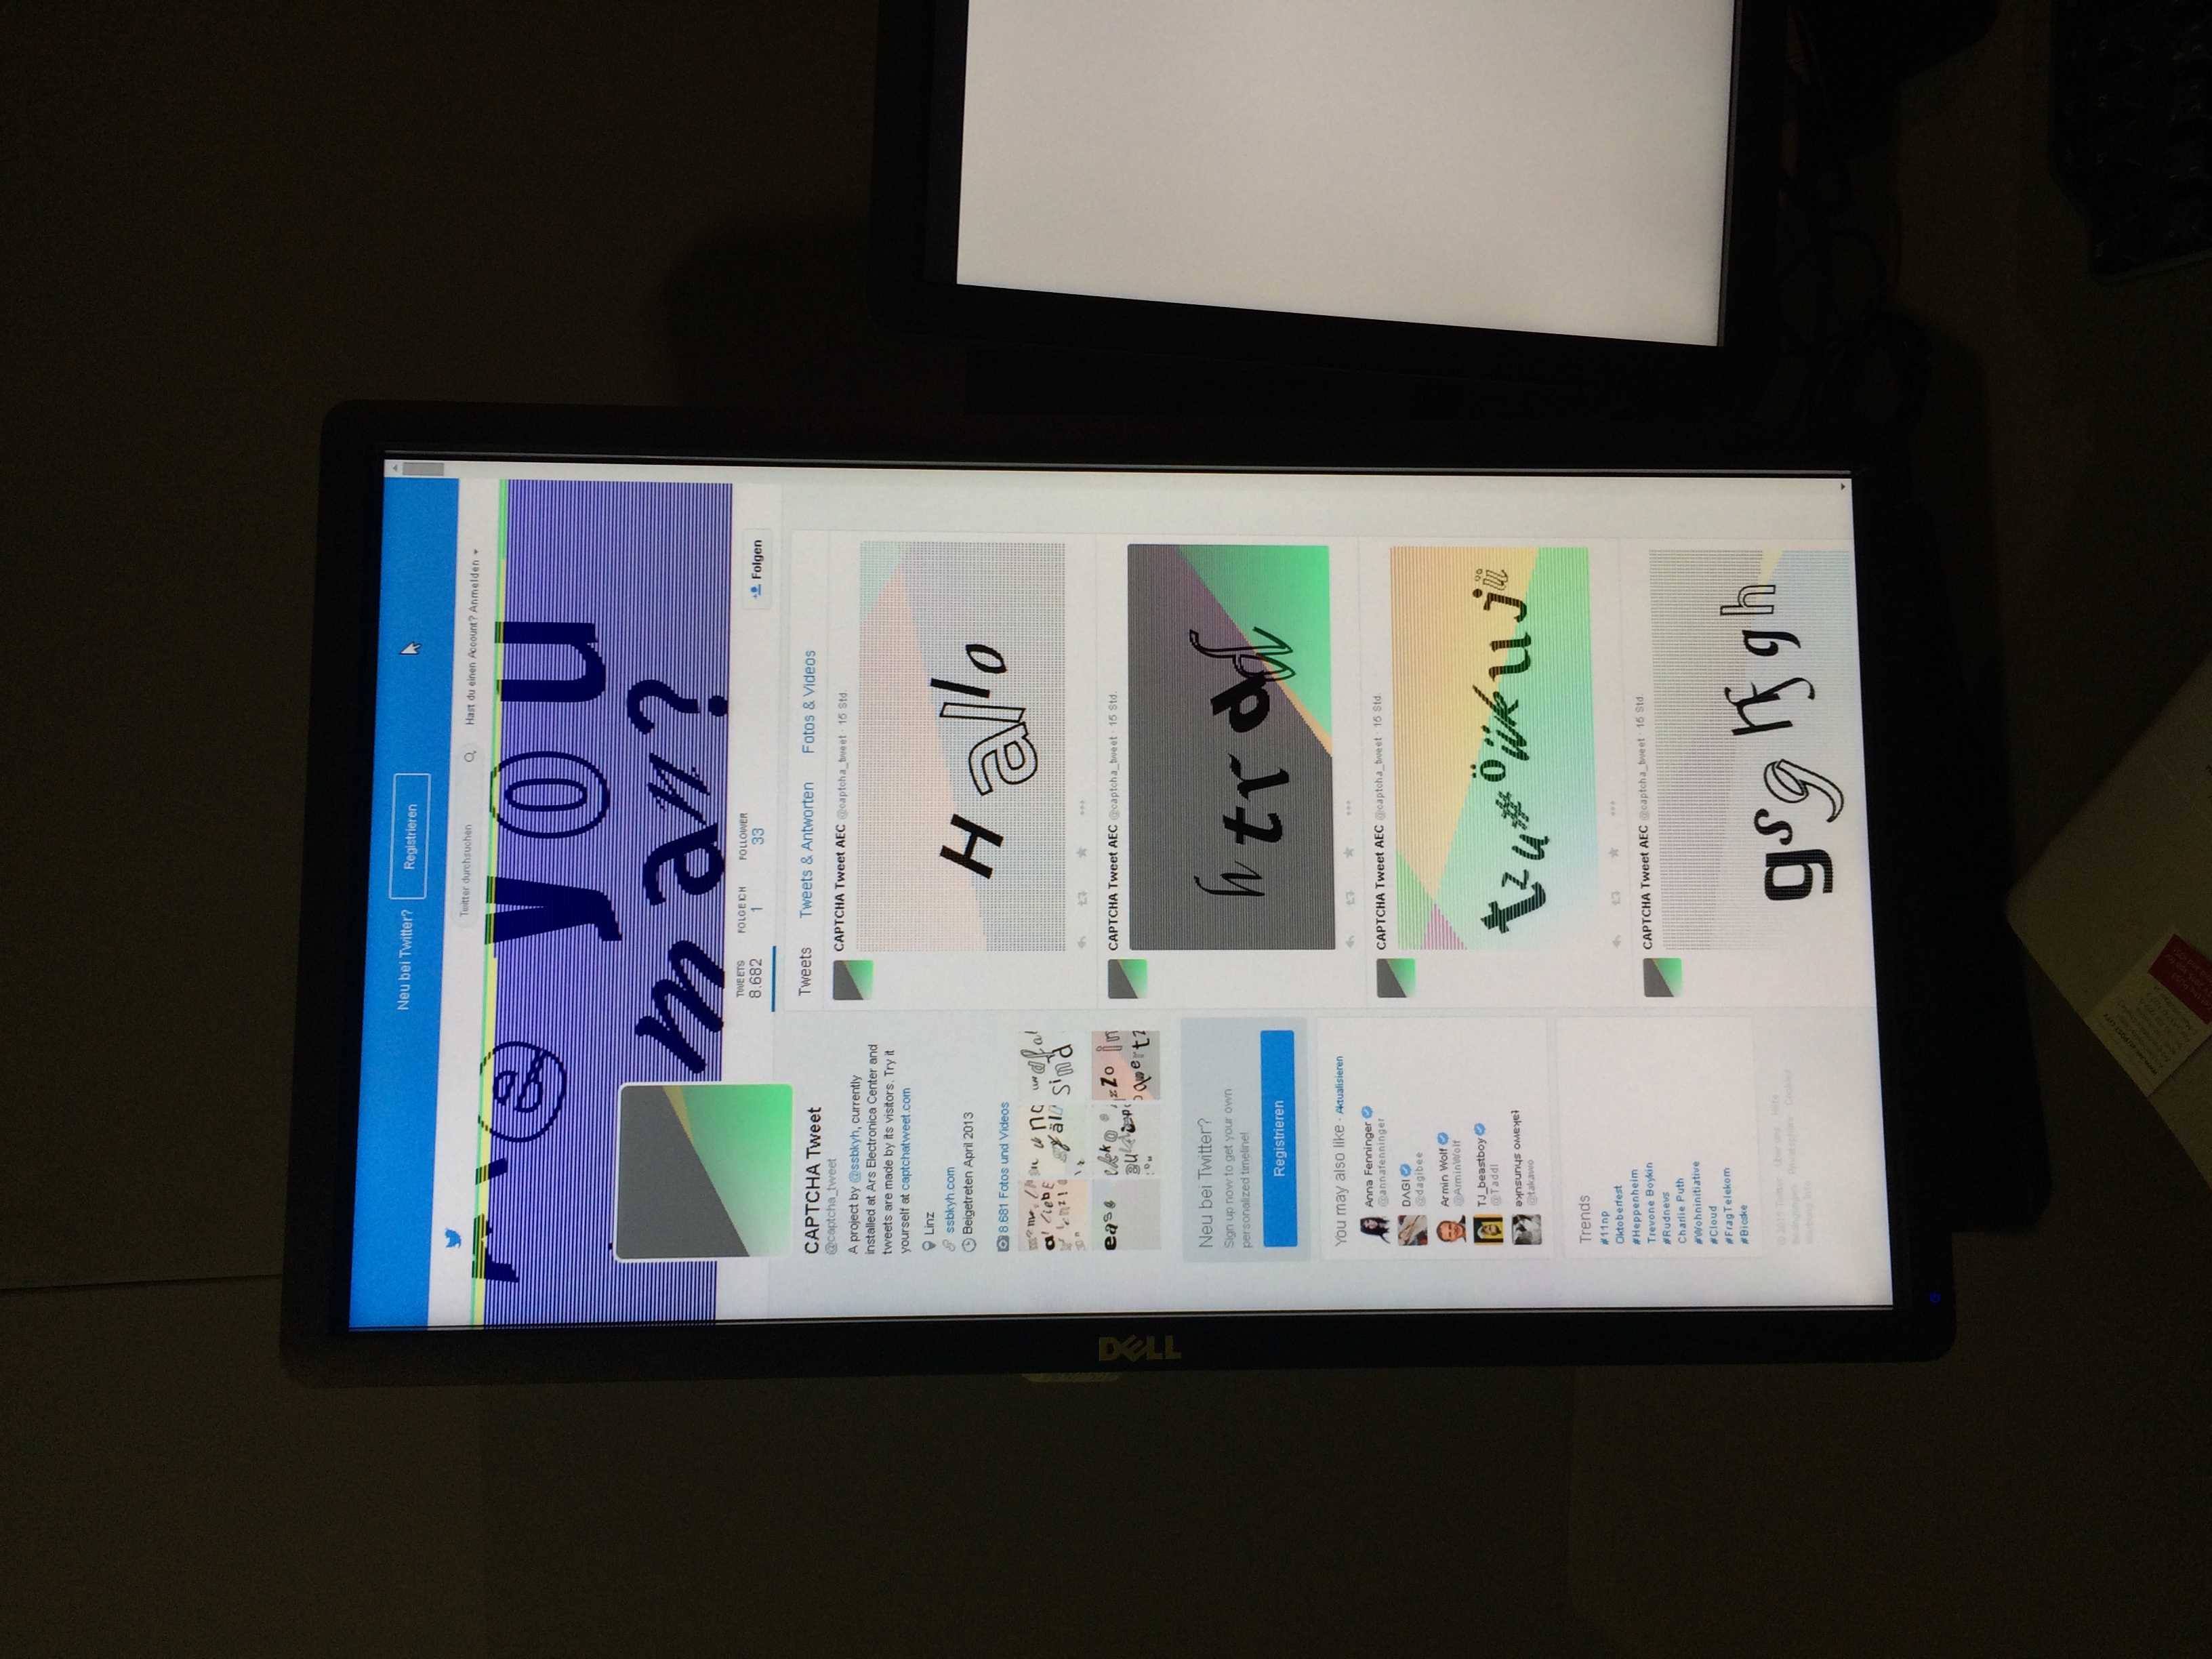 Neu bei Twitter? Registrieren
Twitter durchsuchen
Hast du einen Account? Anmelden
you
man?
TWEETS
8.682
FOLGE ICH
1
FOLLOWER
33
Folgen
CAPTCHA Tweet
@captcha_tweet
A project by @ssbkyh, currently
installed at Ars Electronica Center and
tweets are made by its visitors. Try it
yourself at captchatweet.com
Linz
ssbkyh.com
Beigetreten April 2013
8.681 Fotos und Videos
Neu bei Twitter?
Sign up now to get your own
personalized timeline!
Registrieren
You may also like · Aktualisieren
Anna Fenninger
@annafenninger
DAGI
@dagibee
Armin Wolf
@ArminWolf
TJ_beastboy
@Taddl
@takawo
Trends
#11np
Oktoberfest
#Heppenheim
Trevone Boykin
#Rudneus
Charlie Puth
#Wohninitiative
#Cloud
#FragTelekom
Tweets Tweets & Antworten Fotos & Videos
CAPTCHA Tweet AEC @captcha_tweet · 15 Std.
Hallo
CAPTCHA Tweet AEC @captcha_tweet · 15 Std.
CAPTCHA Tweet AEC @captcha_tweet · 15 Std.
CAPTCHA Tweet AEC @captcha_tweet · 15 Std.
DELL